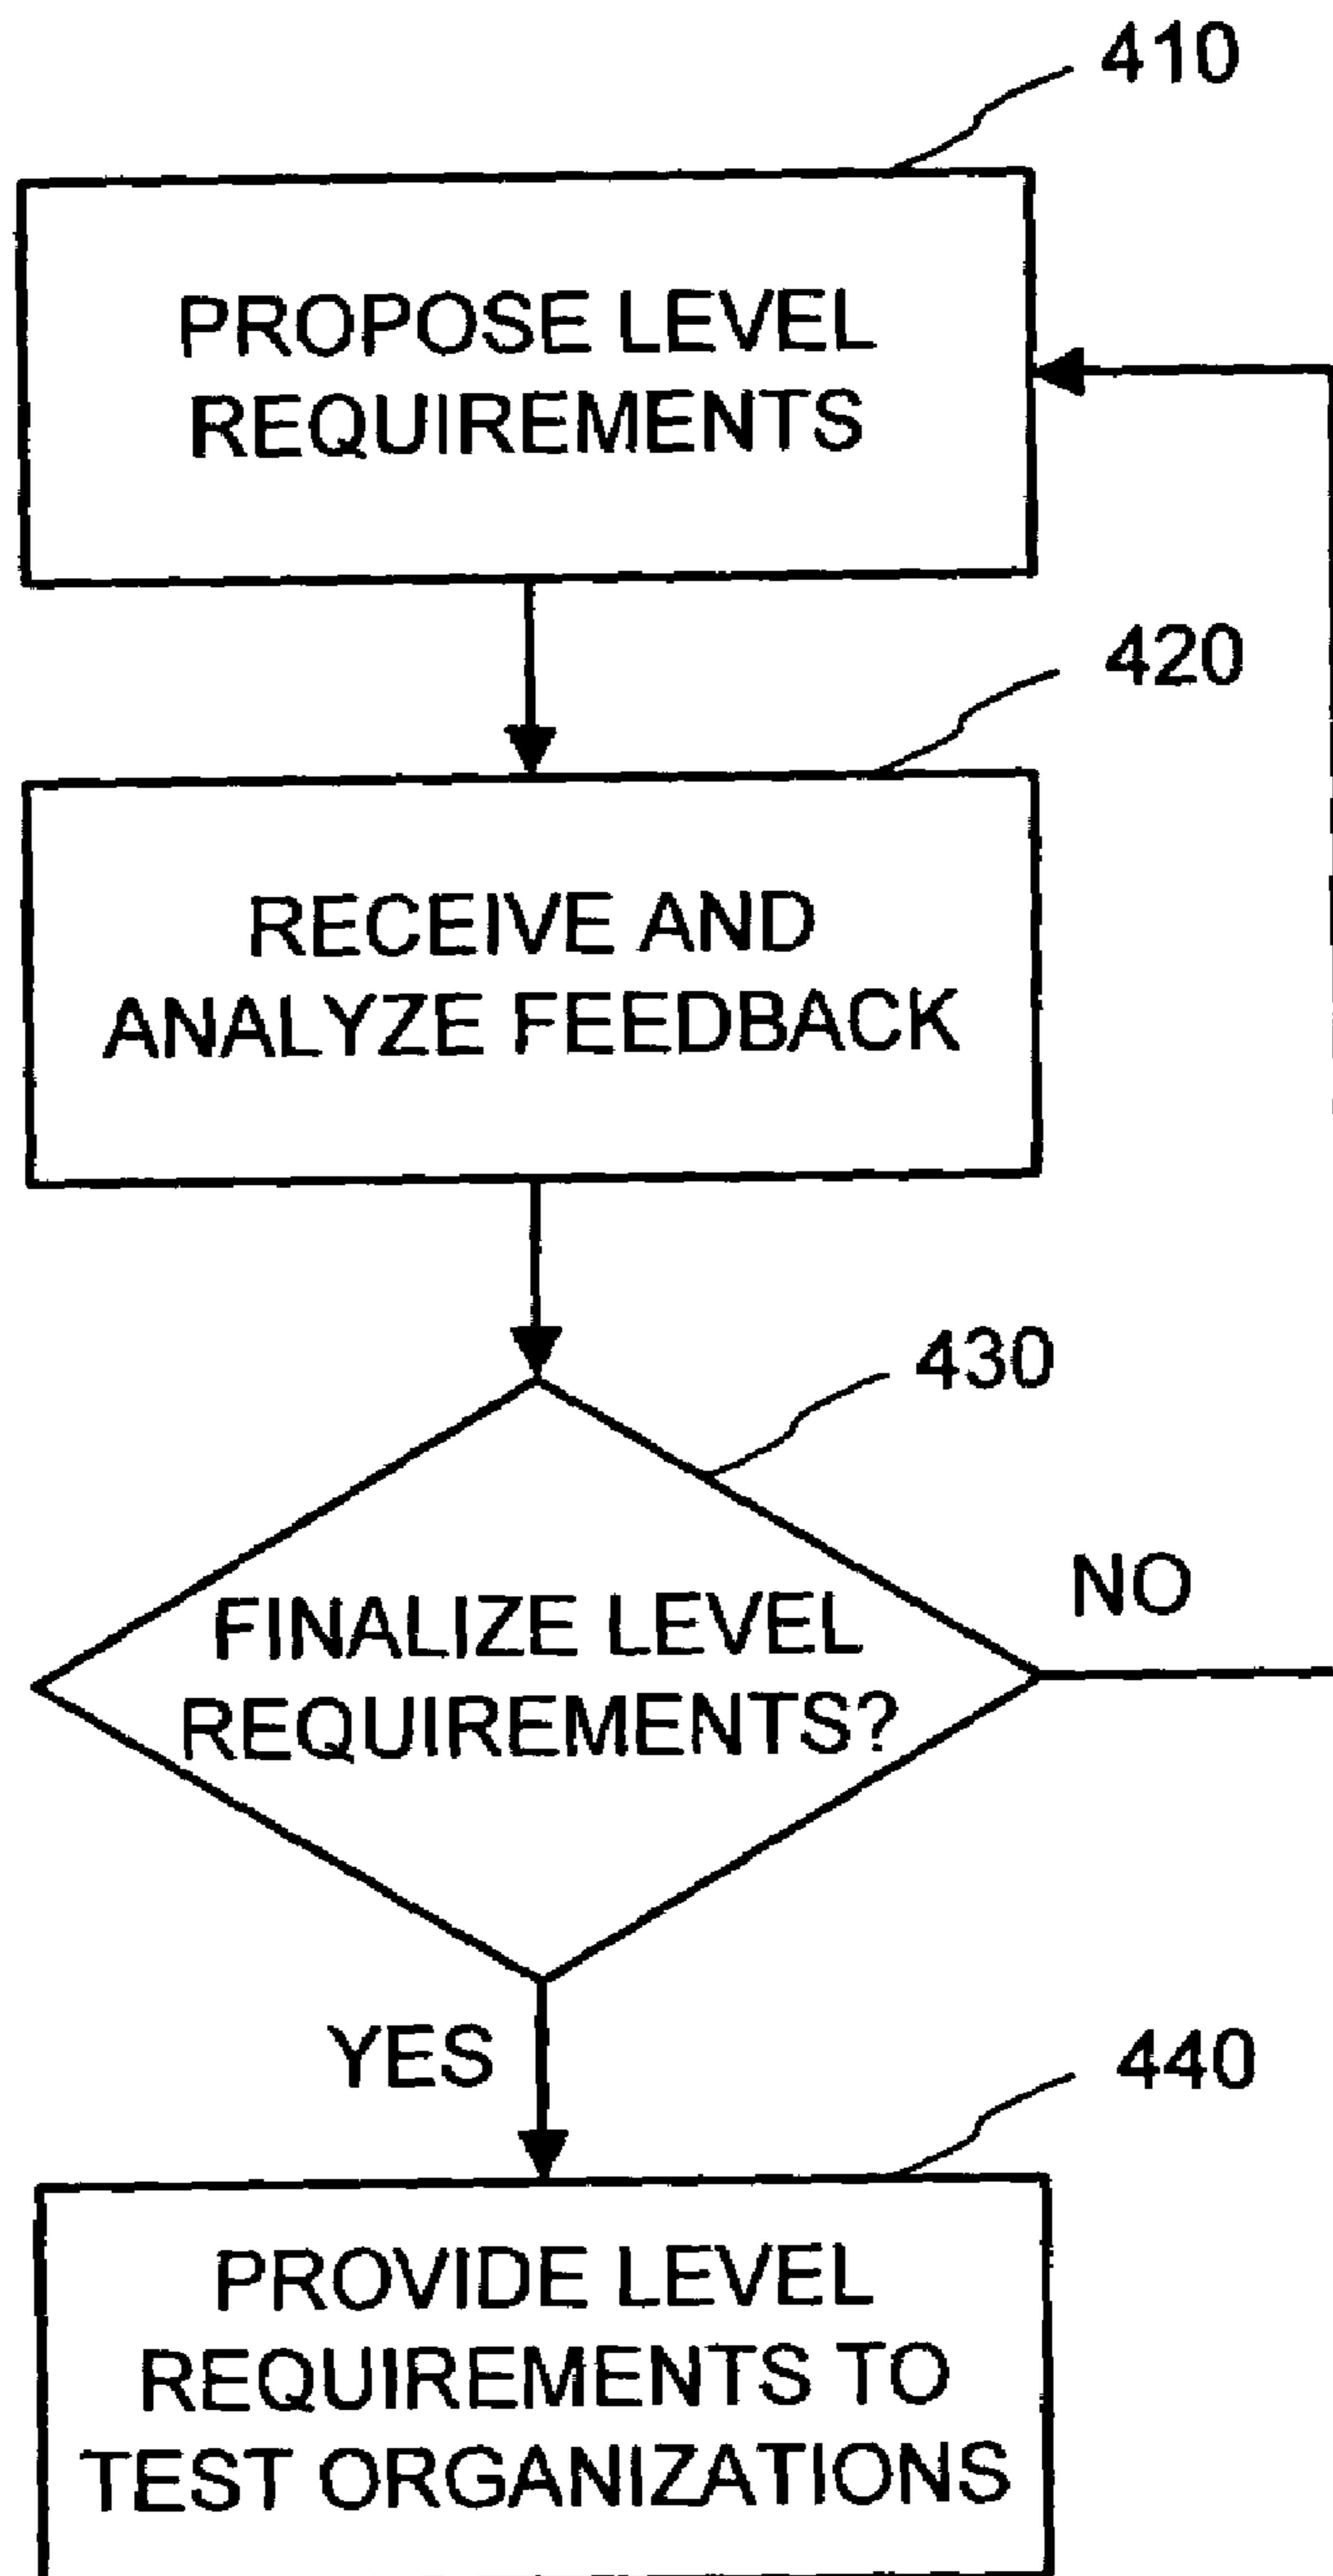 410
PROPOSE LEVEL
REQUIREMENTS
420
RECEIVE AND
ANALYZE FEEDBACK
430
FINALIZE LEVEL
REQUIREMENTS?
NO
YES
440
PROVIDE LEVEL
REQUIREMENTS TO
TEST ORGANIZATIONS